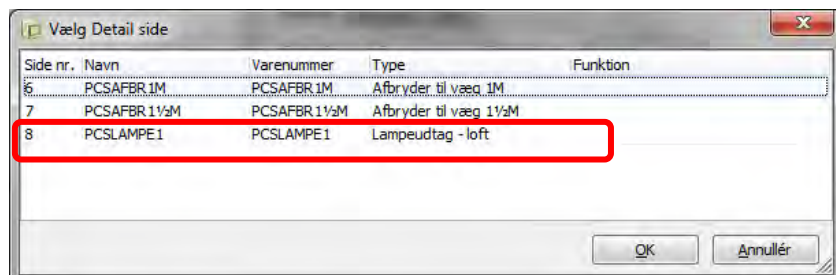 Vælg Detail side
Side nr. Navn Varenummer Type Funktion
6 PCSAFBR1M PCSAFBR1M Afbryder til væg 1M
7 PCSAFBR1½M PCSAFBR1½M Afbryder til væg 1½M
8 PCSLAMPE1 PCSLAMPE1 Lampeudtag - loft
OK Annullér